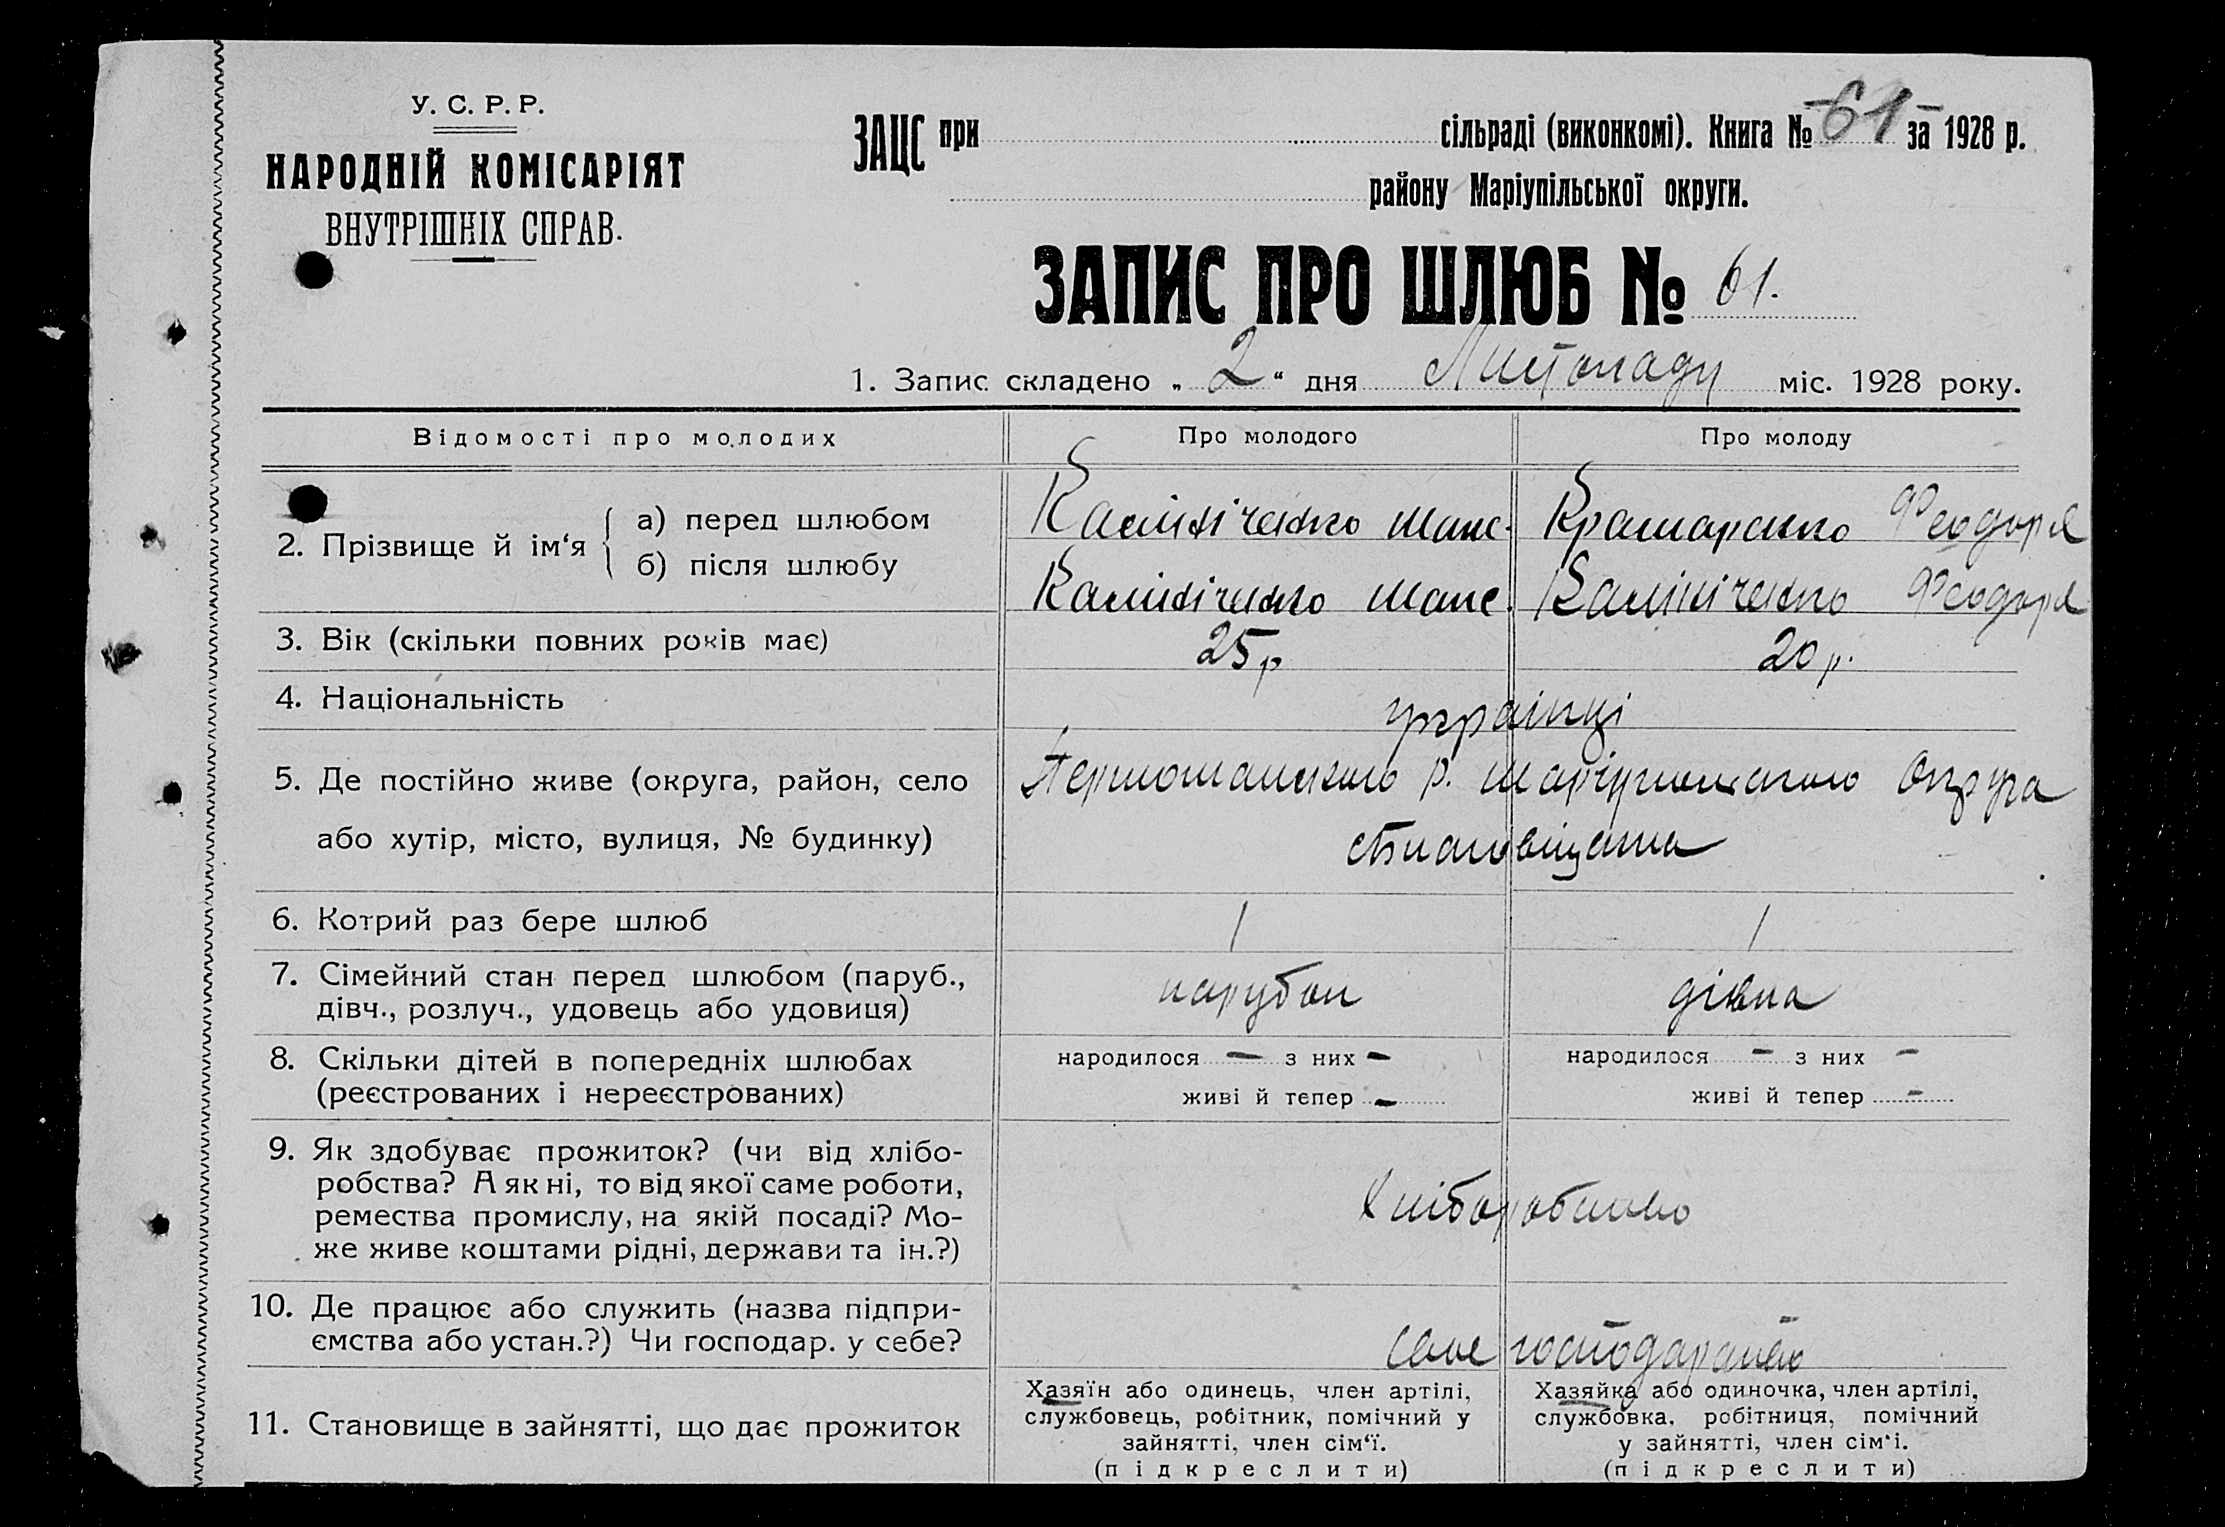 У. С. Р. Р.
НАРОДНІЙ КОМІСАРІЯТ
ВНУТРІШНІХ СПРАВ.
ЗАЦС при сільраді (виконкомі). Книга № -61- за 1928 р.
району Маріупільської округи.
ЗАПИС ПРО ШЛЮБ № 61.
1. Запис складено „ 2 “ дня Листопаду міс. 1928 року.
Відомості про молодих
Про молодого
Про молоду
2. Прізвище й ім‘я
а) перед шлюбом
Калініченко
Крамаренко Феодора
б) після шлюбу
Калініченко
Калініченко Феодора
3. Вік (скільки повних років має)
25 р
20 р.
4. Національність
українці
5. Де постійно живе (округа, район, село
р. Маріупольского округа
або хутір, місто, вулиця, № будинку)
6. Котрий раз бере шлюб
1
1
7. Сімейний стан перед шлюбом (паруб.,
дівч., розлуч., удовець або удовиця)
парубок
дівка
8. Скільки дітей в попередніх шлюбах
(реєстрованих і нереєстрованих)
народилося — з них —
живі й тепер —
народилося — з них —
живі й тепер —
9. Як здобуває прожиток? (чи від хлібо-
робства? А як ні, то від якої саме роботи,
ремества промислу, на якій посаді? Мо-
же живе коштами рідні, держави та ін.?)
Хліборобство
10. Де працює або служить (назва підпри-
ємства або устан.?) Чи господар. у себе?
господарство
11. Становище в зайнятті, що дає прожиток
Хазяїн або одинець, член артілі,
службовець, робітник, помічний у
зайнятті, член сім‘ї.
(підкреслити)
Хазяйка або одиночка, член артілі,
службовка, робітниця, помічний
у зайнятті, член сім‘і.
(підкреслити)